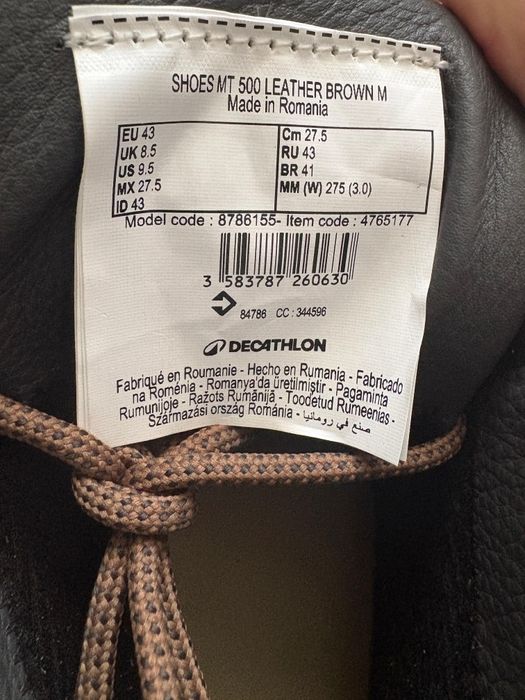 SHOES MT 500 LEATHER BROWN M
Made in Romania
EU 43
UK 8.5
US 9.5
MX 27.5
ID 43
Cm 27.5
RU 43
BR 41
MM (W) 275 (3.0)
Model code : 8786155- Item code : 4765177
3 583787 260630
84786 CC : 344596
DECATHLON
Fabriqué en Roumanie - Hecho en Rumania - Fabricado
na Roménia - Romanya'da üretilmiştir - Pagaminta
Rumunijoje - Ražots Rumānijā - Toodetud Rumeenias -
Származási ország Románia - صنع في رومانيا